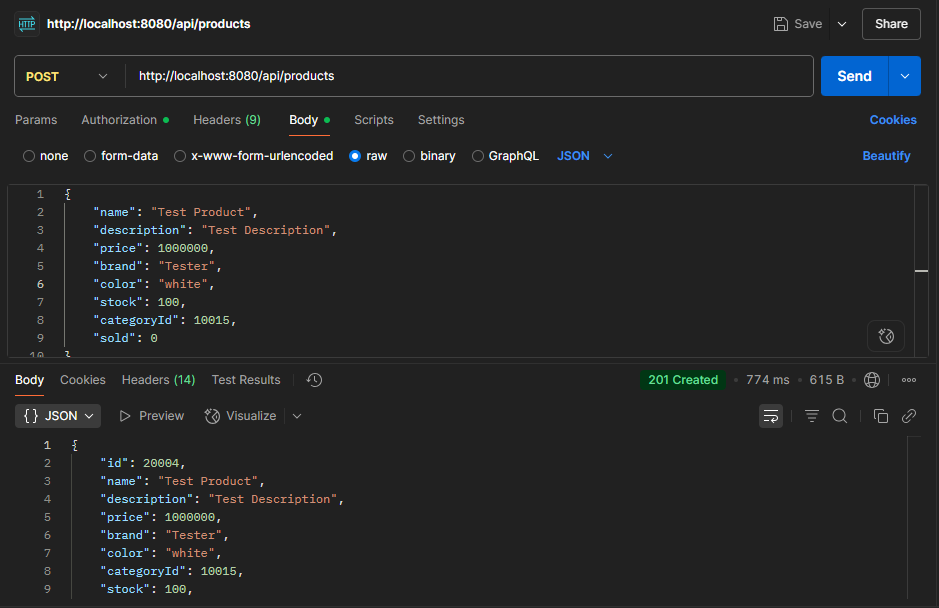 HTTP http://localhost:8080/api/products Save Share
POST http://localhost:8080/api/products Send
Params Authorization Headers (9) Body Scripts Settings Cookies
none form-data x-www-form-urlencoded raw binary GraphQL JSON Beautify
1 {
2 "name": "Test Product",
3 "description": "Test Description",
4 "price": 1000000,
5 "brand": "Tester",
6 "color": "white",
7 "stock": 100,
8 "categoryId": 10015,
9 "sold": 0
10 }
Body Cookies Headers (14) Test Results 201 Created 774 ms 615 B
{} JSON Preview Visualize
1 {
2 "id": 20004,
3 "name": "Test Product",
4 "description": "Test Description",
5 "price": 1000000,
6 "brand": "Tester",
7 "color": "white",
8 "categoryId": 10015,
9 "stock": 100,